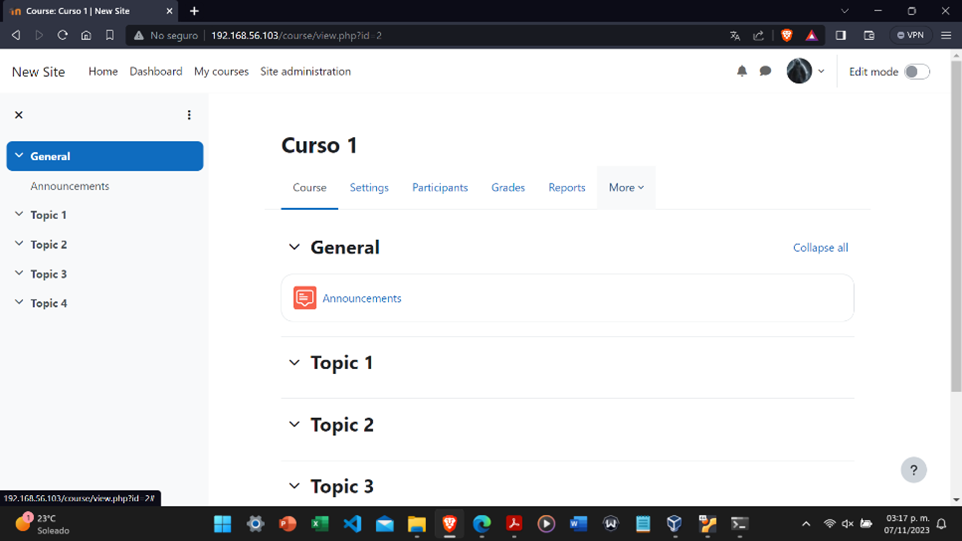 Course: Curso 1 | New Site
No seguro
192.168.56.103/course/view.php?id=2
VPN
New Site
Home
Dashboard
My courses
Site administration
Edit mode
General
Announcements
Topic 1
Topic 2
Topic 3
Topic 4
Curso 1
Course
Settings
Participants
Grades
Reports
More
General
Collapse all
Announcements
Topic 1
Topic 2
Topic 3
?
192.168.56.103/course/view.php?id=2#
1
23°C
Soleado
03:17 p. m.
07/11/2023